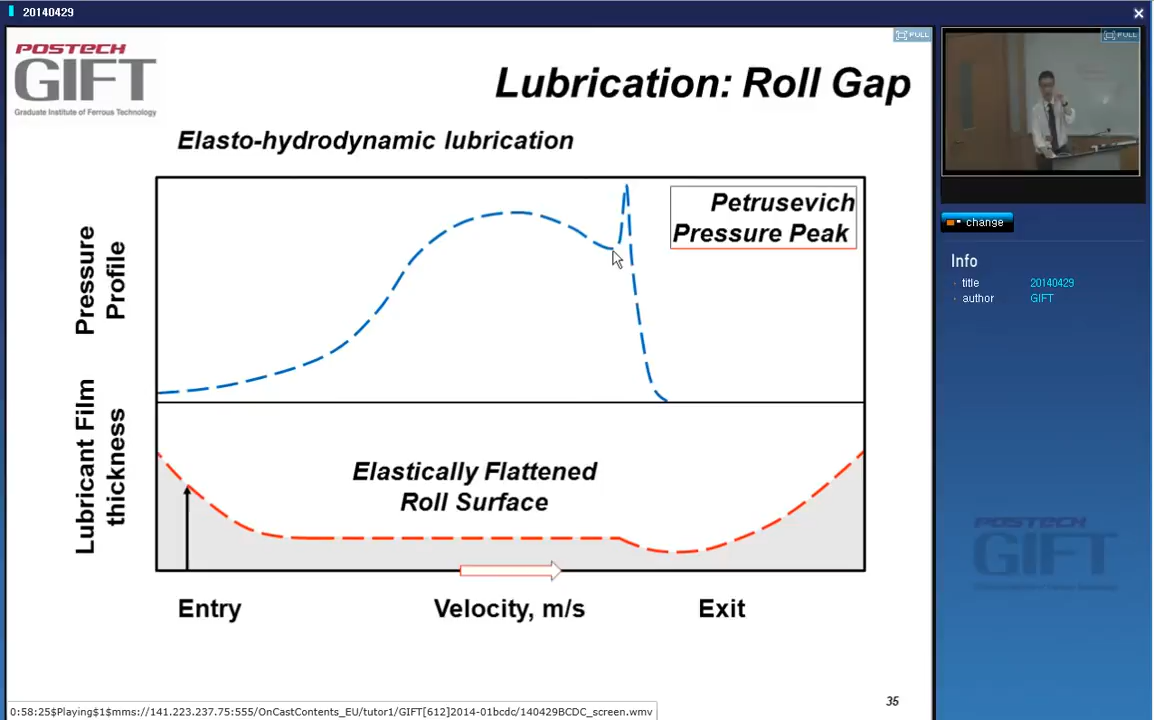 20140429
FULL
POSTECH
GIFT
Graduate Institute of Ferrous Technology
Lubrication: Roll Gap
Elasto-hydrodynamic lubrication
Pressure
Profile
Petrusevich
Pressure Peak
Lubricant Film
thickness
Elastically Flattened
Roll Surface
Entry
Velocity, m/s
Exit
35
0:58:25$Playing$1$mms://141.223.237.75:555/OnCastContents_EU/tutor1/GIFT[612]2014-01bcdc/140429BCDC_screen.wmv
FULL
change
Info
title 20140429
author GIFT
POSTECH
GIFT